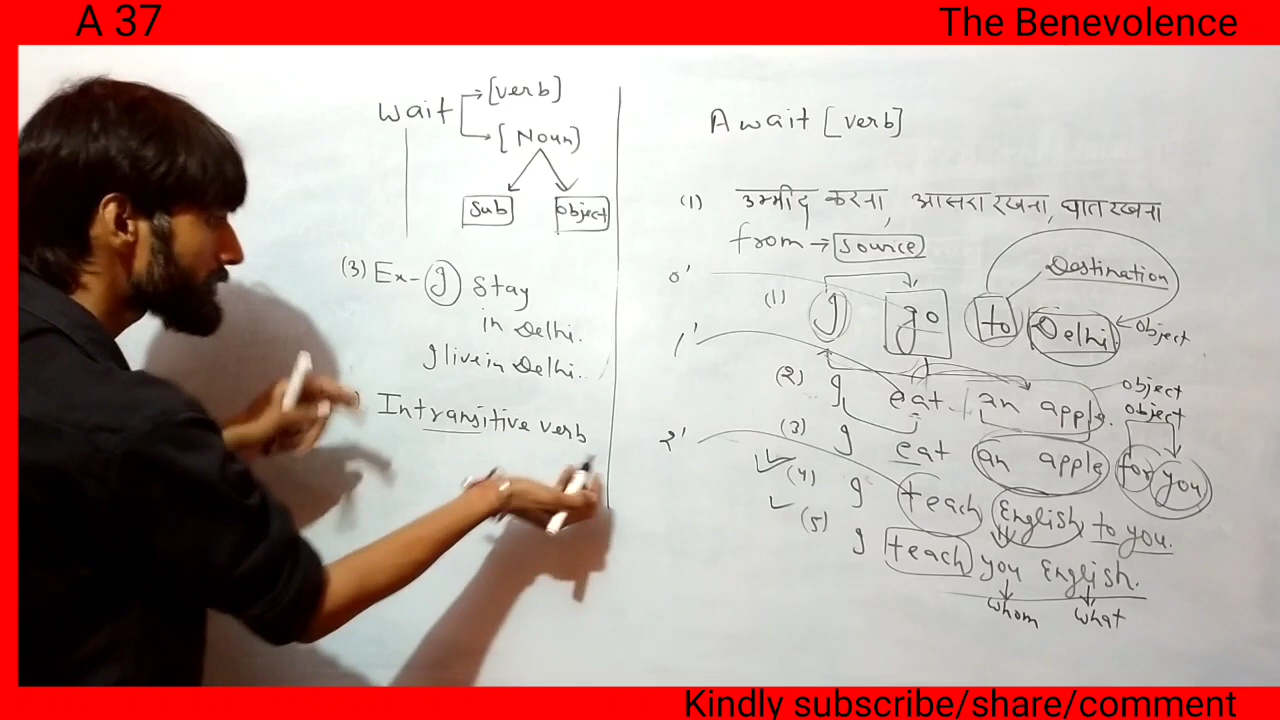 A 37
The Benevolence
wait → [verb]
→ [Noun]
Sub object
(3) Ex- I stay
in Delhi.
I live in Delhi.
Intransitive verb
Await [verb]
(1) उम्मीद करना, आसरा रखना, घात रखना
from → source
0'
Destination
(1) I go to Delhi ← object
1'
(2) I eat an apple. object
object
2'
(3) I eat an apple for you
(4) I teach English to you.
(5) I teach you English.
whom what
Kindly subscribe/share/comment